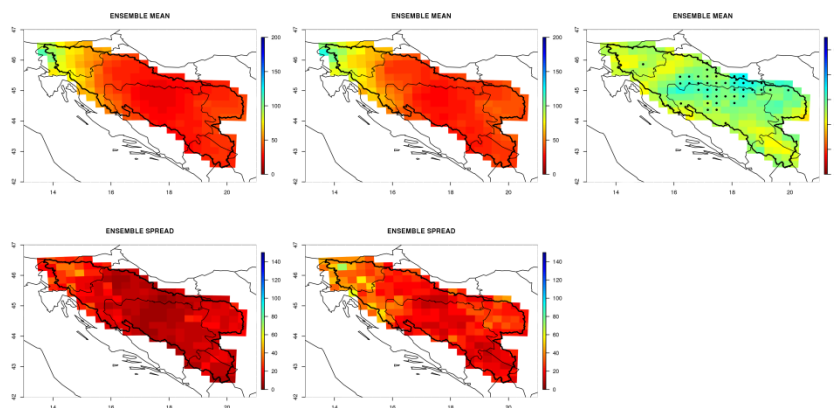 ENSEMBLE MEAN ENSEMBLE MEAN ENSEMBLE MEAN
47 47 47
46 200 46 200 46
45 150 45 150 45
44 100 44 100 44
43 50 43 50 43
42 0 42 0 42
14 16 18 20 14 16 18 20 14 16 18 20
ENSEMBLE SPREAD ENSEMBLE SPREAD
47 47
46 140 46 140
120 120
45 100 45 100
44 80 44 80
60 60
43 40 43 40
20 20
42 0 42 0
14 16 18 20 14 16 18 20